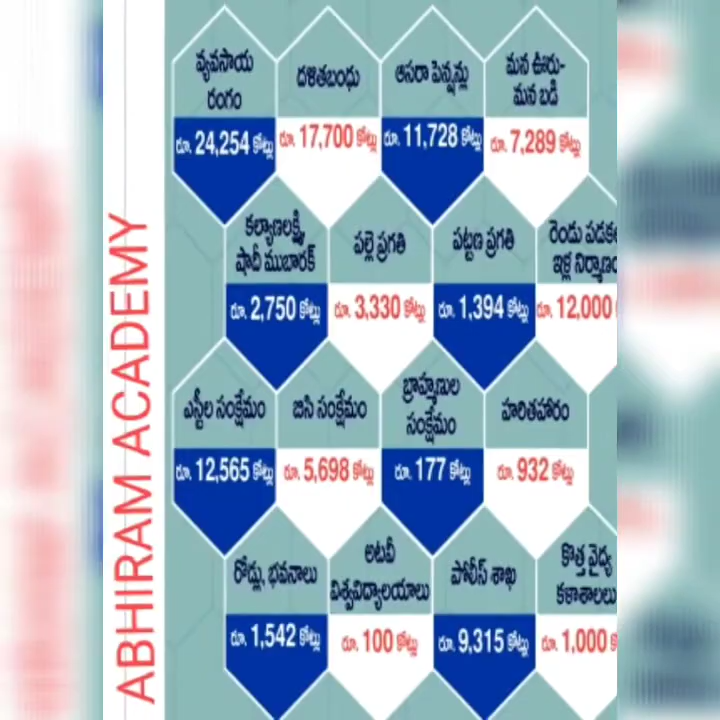 వ్యవసాయ
రంగం
రూ. 24,254 కోట్లు
దళితబంధు
రూ. 17,700 కోట్లు
ఆసరా పెన్షన్లు
రూ. 11,728 కోట్లు
మన ఊరు-
మన బడి
రూ. 7,289 కోట్లు
కల్యాణలక్ష్మి,
షాదీ ముబారక్
రూ. 2,750 కోట్లు
పల్లె ప్రగతి
రూ. 3,330 కోట్లు
పట్టణ ప్రగతి
రూ. 1,394 కోట్లు
రెండు పడకల
ఇళ్ల నిర్మాణం
రూ. 12,000
ఎస్టీల సంక్షేమం
రూ. 12,565 కోట్లు
బిసి సంక్షేమం
రూ. 5,698 కోట్లు
బ్రాహ్మణుల
సంక్షేమం
రూ. 177 కోట్లు
హరితహారం
రూ. 932 కోట్లు
రోడ్లు, భవనాలు
రూ. 1,542 కోట్లు
అటవీ
విశ్వవిద్యాలయాలు
రూ. 100 కోట్లు
పోలీస్ శాఖ
రూ. 9,315 కోట్లు
కొత్త వైద్య
కళాశాలలు
రూ. 1,000
ABHIRAM ACADEMY